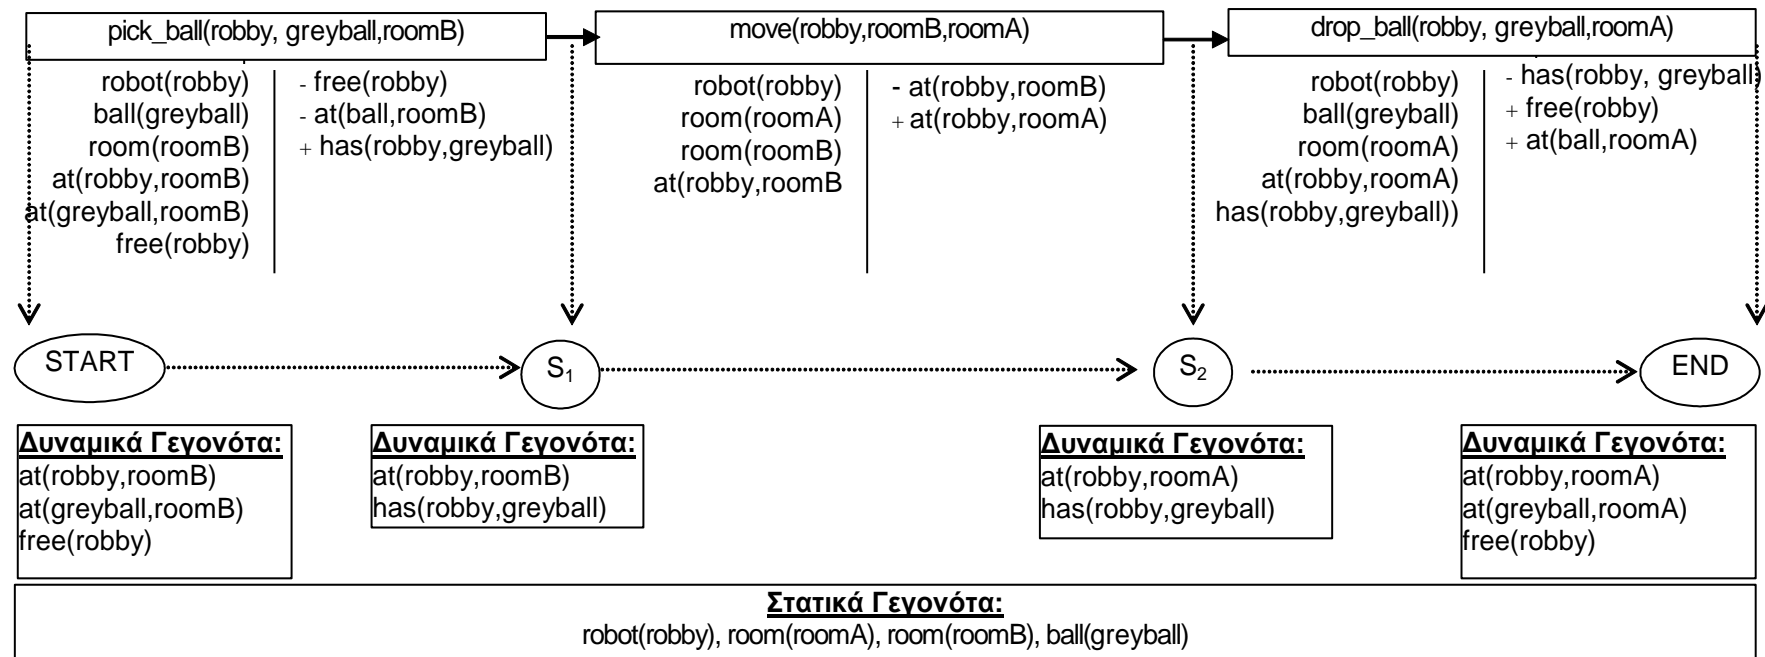 pick_ball(robby, greyball,roomB)
robot(robby)
ball(greyball)
room(roomB)
at(robby,roomB)
at(greyball,roomB)
free(robby)
- free(robby)
- at(ball,roomB)
+ has(robby,greyball)
move(robby,roomB,roomA)
robot(robby)
room(roomA)
room(roomB)
at(robby,roomB
- at(robby,roomB)
+ at(robby,roomA)
drop_ball(robby, greyball,roomA)
robot(robby)
ball(greyball)
room(roomA)
at(robby,roomA)
has(robby,greyball))
- has(robby, greyball)
+ free(robby)
+ at(ball,roomA)
START
S1
S2
END
Δυναμικά Γεγονότα:
at(robby,roomB)
at(greyball,roomB)
free(robby)
Δυναμικά Γεγονότα:
at(robby,roomB)
has(robby,greyball)
Δυναμικά Γεγονότα:
at(robby,roomA)
has(robby,greyball)
Δυναμικά Γεγονότα:
at(robby,roomA)
at(greyball,roomA)
free(robby)
Στατικά Γεγονότα:
robot(robby), room(roomA), room(roomB), ball(greyball)